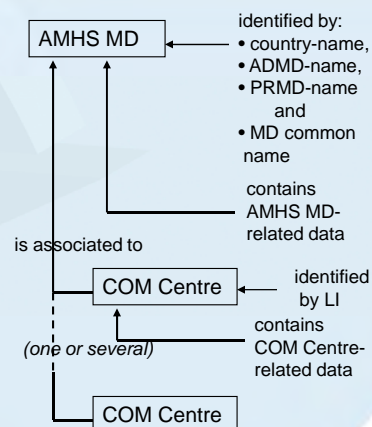 identified by:
AMHS MD
• country-name,
• ADMD-name,
• PRMD-name
and
• MD common
name
contains
AMHS MD-
related data
is associated to
COM Centre
identified
by LI
contains
COM Centre-
related data
(one or several)
COM Centre